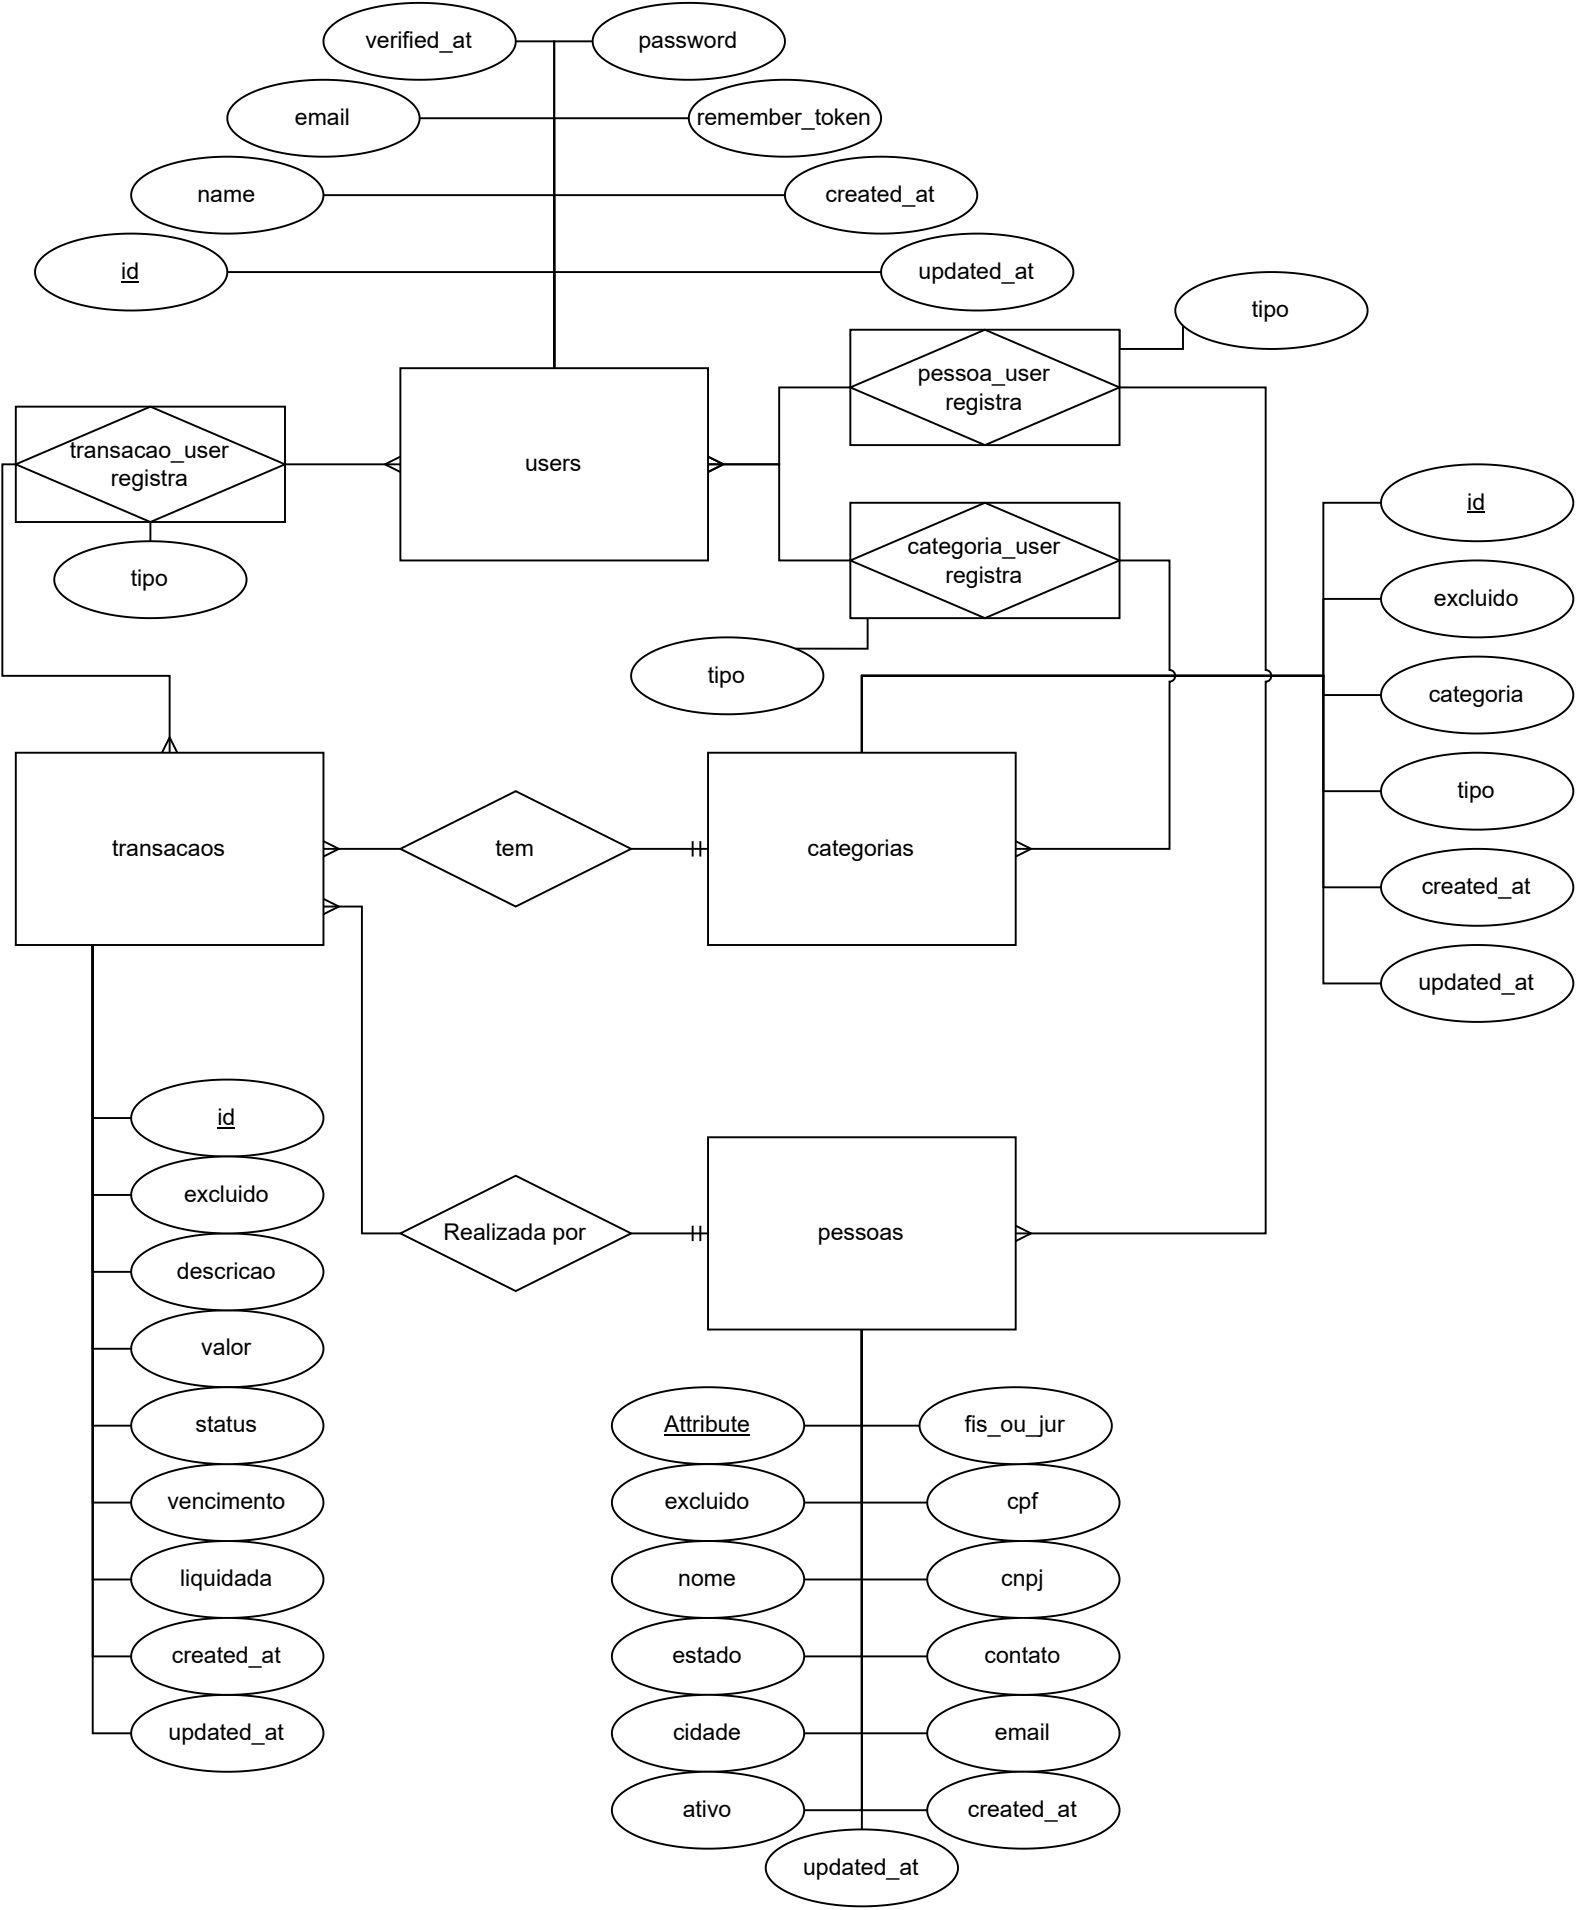 verified_at
password
email
remember_token
name
created_at
id
updated_at
tipo
pessoa_user
registra
transacao_user
registra
users
id
categoria_user
registra
tipo
excluido
tipo
categoria
tipo
transacaos
tem
categorias
created_at
updated_at
id
excluido
Realizada por
pessoas
descricao
valor
status
vencimento
liquidada
created_at
updated_at
Attribute
fis_ou_jur
excluido
cpf
nome
cnpj
estado
contato
cidade
email
ativo
created_at
updated_at